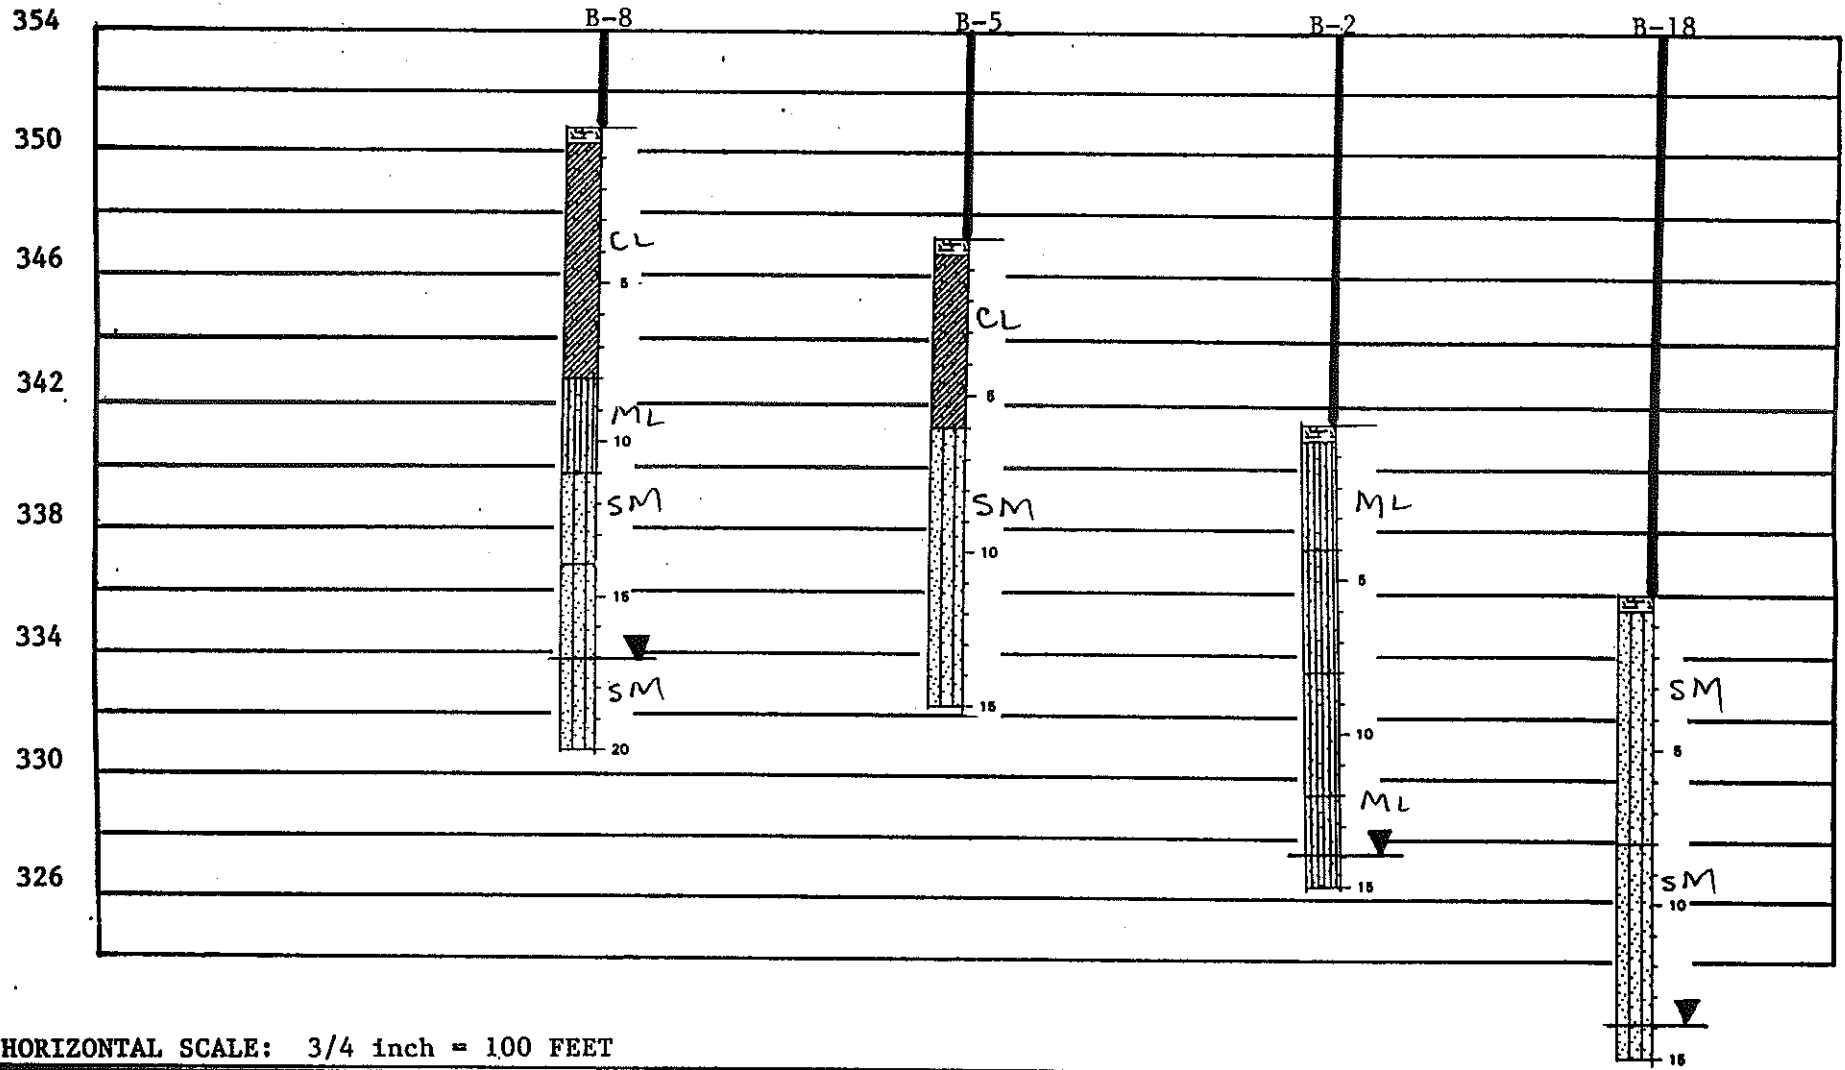 354 B-8 B-5 B-2 B-18
350
346 CL
5
CL
342 5
ML
10
338 SM SM ML
10
15 5
334
SM SM
15
20 10
330
ML
326 15 SM
10
15
HORIZONTAL SCALE: 3/4 inch = 100 FEET